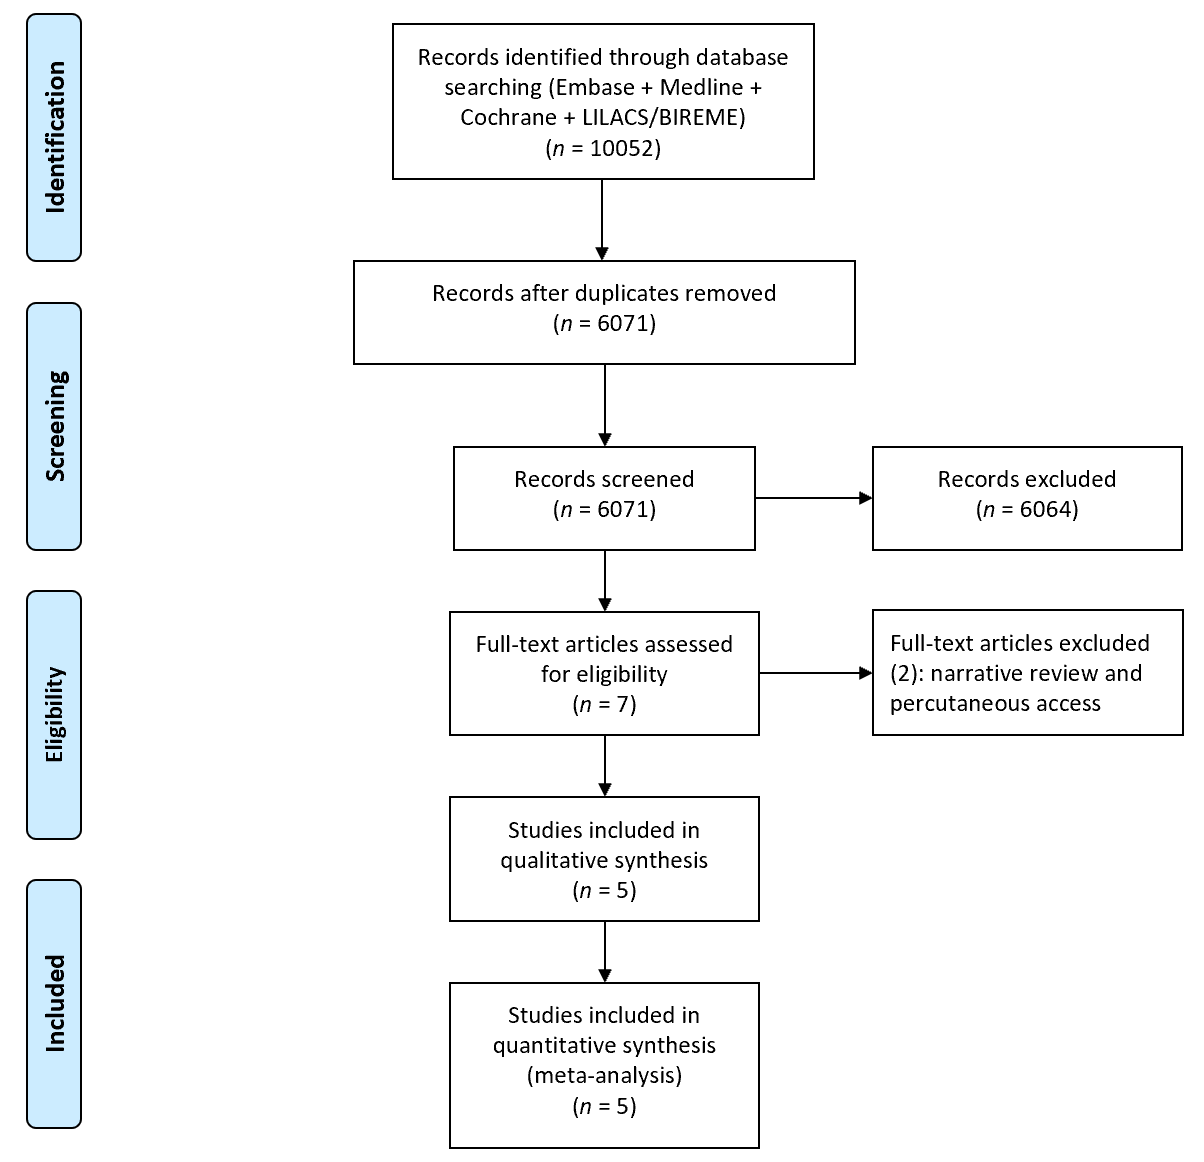 Identification
Records identified through database
searching (Embase + Medline +
Cochrane + LILACS/BIREME)
(n = 10052)
Records after duplicates removed
(n = 6071)
Screening
Records screened
(n = 6071)
Records excluded
(n = 6064)
Eligibility
Full-text articles assessed
for eligibility
(n = 7)
Full-text articles excluded
(2): narrative review and
percutaneous access
Studies included in
qualitative synthesis
(n = 5)
Included
Studies included in
quantitative synthesis
(meta-analysis)
(n = 5)